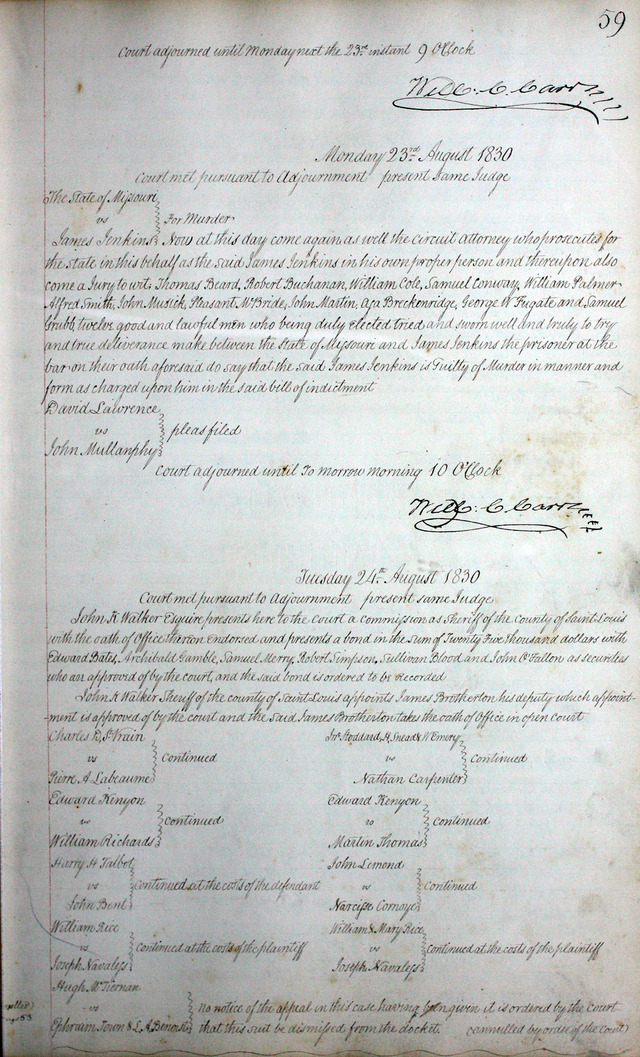 59
Court adjourned until Monday next the 23rd instant 9 O'Clock
Will. C. Carr
Monday 23rd August 1830
Court met pursuant to Adjournment present Same Judge
The State of Missouri
vs
For Murder
James Jenkins Now at this day come again as well the circuit attorney who prosecutes for
the State in this behalf as the said James Jenkins in his own proper person and thereupon also
come a Jury to wit, Thomas Beard, Robert Buchanan, William Cole, Samuel Conway, William Palmer
Alfred Smith, John Musick, Pleasant McBride, John Martin, Aza Breckonridge, George W Fugate and Samuel
Grubb, twelve good and lawful men who being duly elected tried and sworn well and truly to try
and true deliverance make between the State of Missouri and James Jenkins the prisoner at the
bar on their oath aforesaid do say that the said James Jenkins is Guilty of Murder in manner and
form as charged upon him in the said bill of indictment
David Lawrence
vs
pleas filed
John Mullanphy
Court adjourned until To morrow morning 10 O'Clock
Will. C. Carr
Tuesday 24th August 1830
Court met pursuant to Adjournment present same Judge
John K Walker Esquire presents here to the Court a commission as Sheriff of the County of Saint Louis
with the oath of Office thereon Endorsed and presents a bond in the Sum of Twenty Five thousand dollars with
Edward Bates, Archibald Gamble, Samuel Merry, Robert Simpson, Sullivan Blood and John O'Fallon as securities
who an approved of by the court and the said bond is ordered to be recorded
John K Walker Sheriff of the county of Saint Louis appoints James Brotherton his deputy which appoint-
-ment is approved of by the court and the said James Brotherton takes the oath of Office in open court
Charles D. St Vrain
vs
Continued
Pierre A Labeaume
Jno. Stoddard, H. Snead & W Emery
vs
Continued
Nathan Carpenter
Edward Kenyon
vs
Continued
William Richards
Edward Kenyon
vs
Continued
Martin Thomas
Harry H Talbot
vs
Continued at the costs of the defendant
John Bent
John Limond
vs
Continued
Narcisse Cornoyer
William Rice
vs
Continued at the costs of the plaintiff
Joseph Navaless
William & Mary Rice
vs
Continued at the costs of the plaintiff
Joseph Navaless
Hugh McTiernan
vs
no notice of the appeal in this case having been given it is ordered by the Court
Ephraim Town & L. A Benoist that this suit be dismissed from the docket. (cancelled by order of the Court)
53